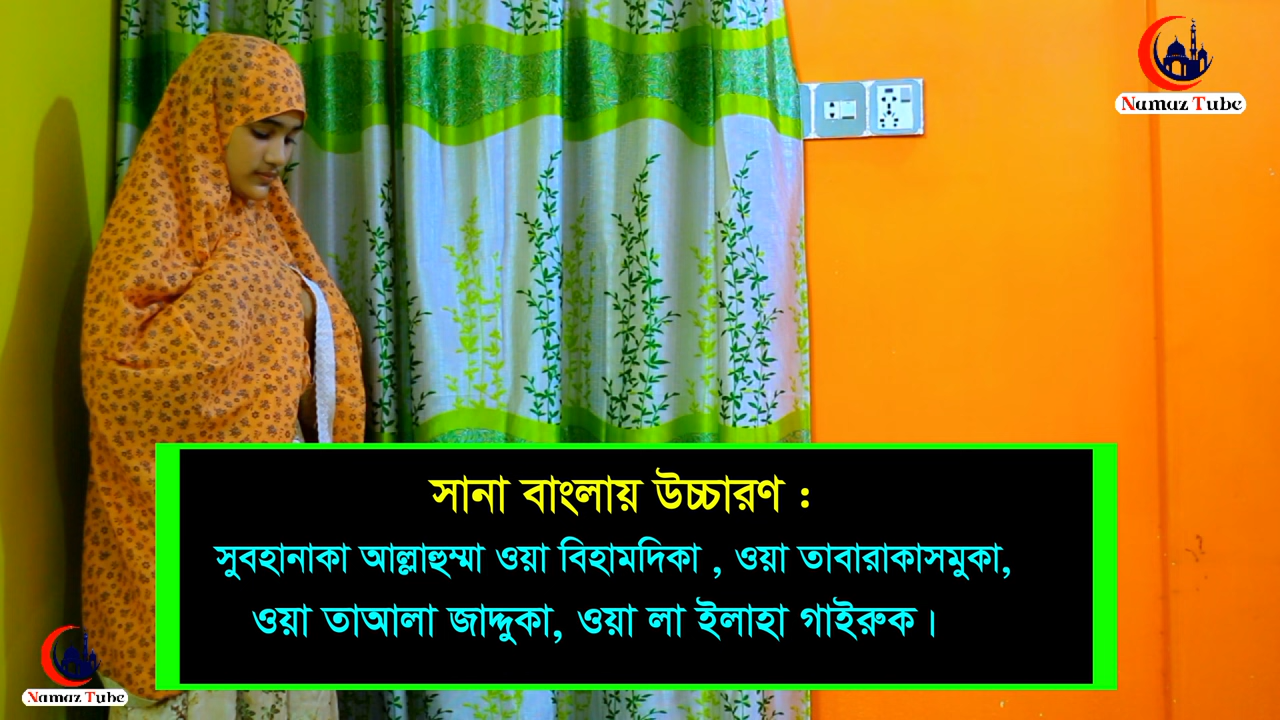 Namaz Tube
সানা বাংলায় উচ্চারণ :
সুবহানাকা আল্লাহুম্মা ওয়া বিহামদিকা , ওয়া তাবারাকাসমুকা,
ওয়া তাআলা জাদ্দুকা, ওয়া লা ইলাহা গাইরুক।
Namaz Tube